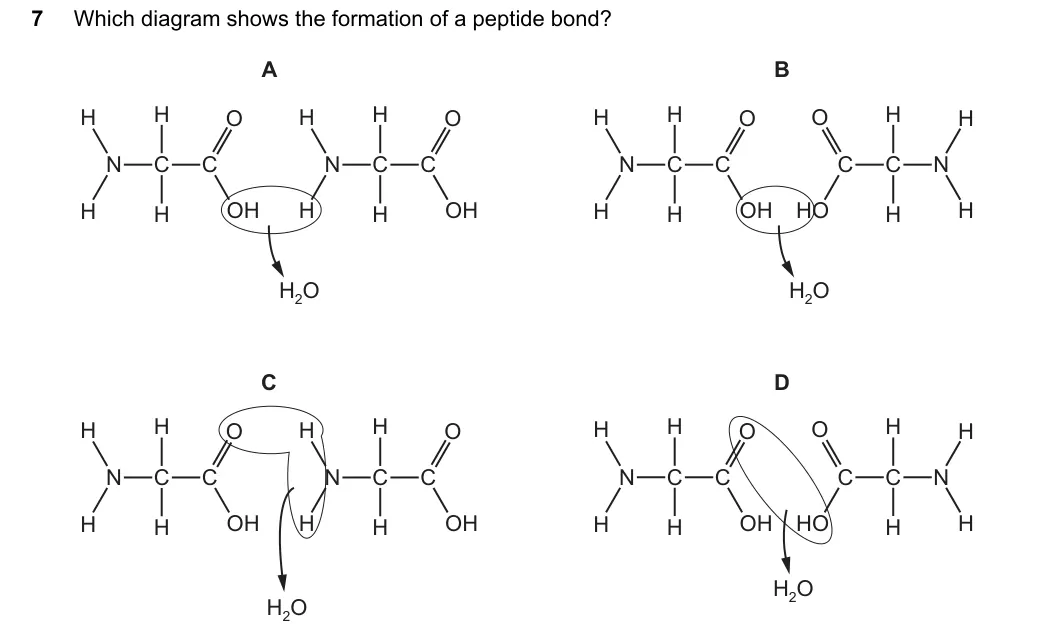 7 Which diagram shows the formation of a peptide bond?
A B
H H O H H O H O O H H
N C C N C C N C C C C N
H H OH H H OH H H OH HO H H
H₂O H₂O
C D
H H O H H O H O O H H
N C C N C C N C C C C N
H H OH H H OH H H OH HO H H
H₂O H₂O